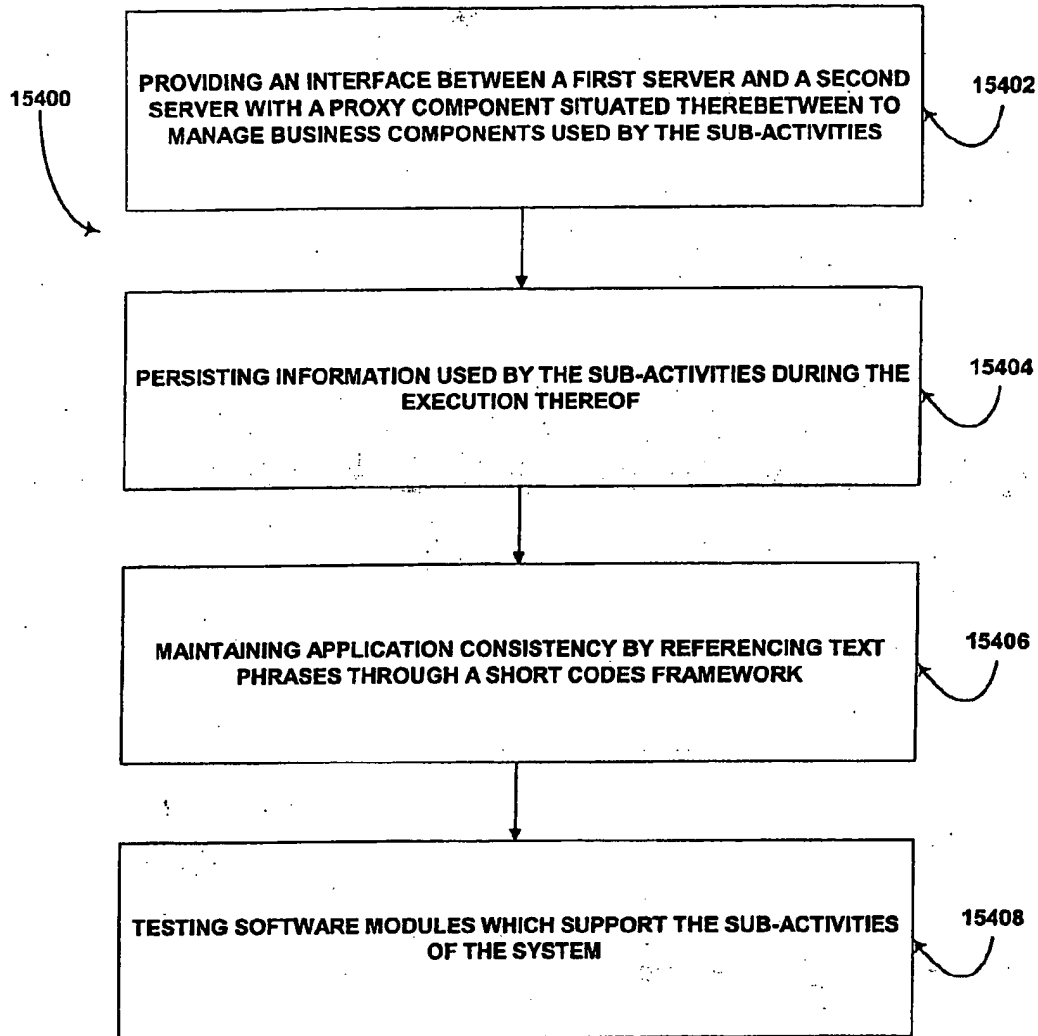 15400
PROVIDING AN INTERFACE BETWEEN A FIRST SERVER AND A SECOND
SERVER WITH A PROXY COMPONENT SITUATED THEREBETWEEN TO
MANAGE BUSINESS COMPONENTS USED BY THE SUB-ACTIVITIES
15402
PERSISTING INFORMATION USED BY THE SUB-ACTIVITIES DURING THE
EXECUTION THEREOF
15404
MAINTAINING APPLICATION CONSISTENCY BY REFERENCING TEXT
PHRASES THROUGH A SHORT CODES FRAMEWORK
15406
TESTING SOFTWARE MODULES WHICH SUPPORT THE SUB-ACTIVITIES
OF THE SYSTEM
15408